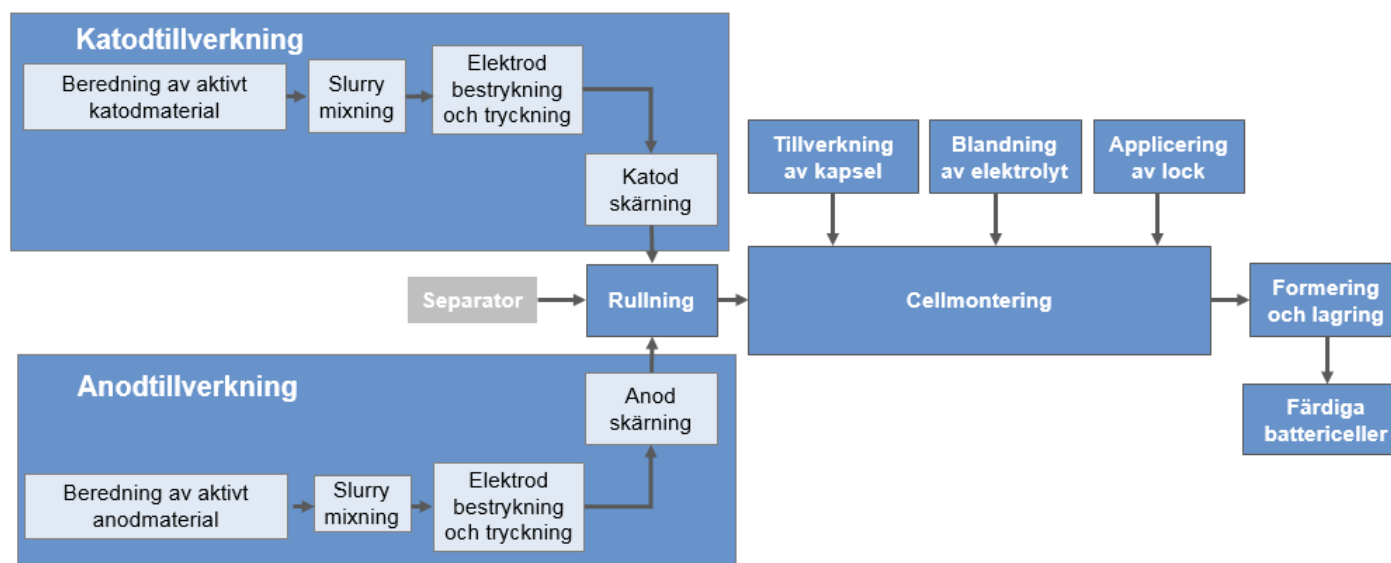 Katodtillverkning
Beredning av aktivt
katodmaterial
Slurry
mixning
Elektrod
bestrykning
och tryckning
Katod
skärning
Tillverkning
av kapsel
Blandning
av elektrolyt
Applicering
av lock
Separator
Rullning
Cellmontering
Formering
och lagring
Färdiga
battericeller
Anodtillverkning
Anod
skärning
Beredning av aktivt
anodmaterial
Slurry
mixning
Elektrod
bestrykning
och tryckning